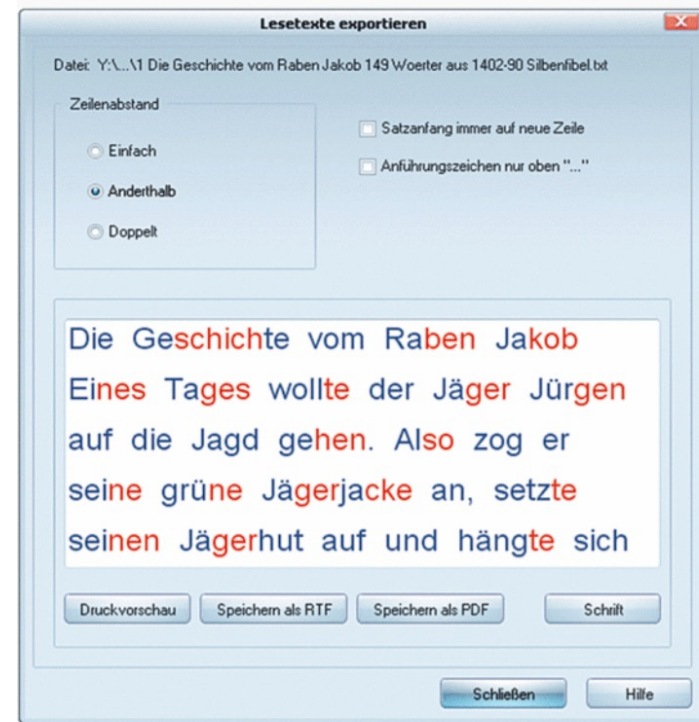 Lesetexte exportieren
Datei: Y:\...\1 Die Geschichte vom Raben Jakob 149 Woerter aus 1402-90 Silbenfibel.txt
Zeilenabstand
Einfach
Anderthalb
Doppelt
Satzanfang immer auf neue Zeile
Anführungszeichen nur oben "..."
Die Geschichte vom Raben Jakob
Eines Tages wollte der Jäger Jürgen
auf die Jagd gehen. Also zog er
seine grüne Jägerjacke an, setzte
seinen Jägerhut auf und hängte sich
Druckvorschau
Speichern als RTF
Speichern als PDF
Schrift
Schließen
Hilfe